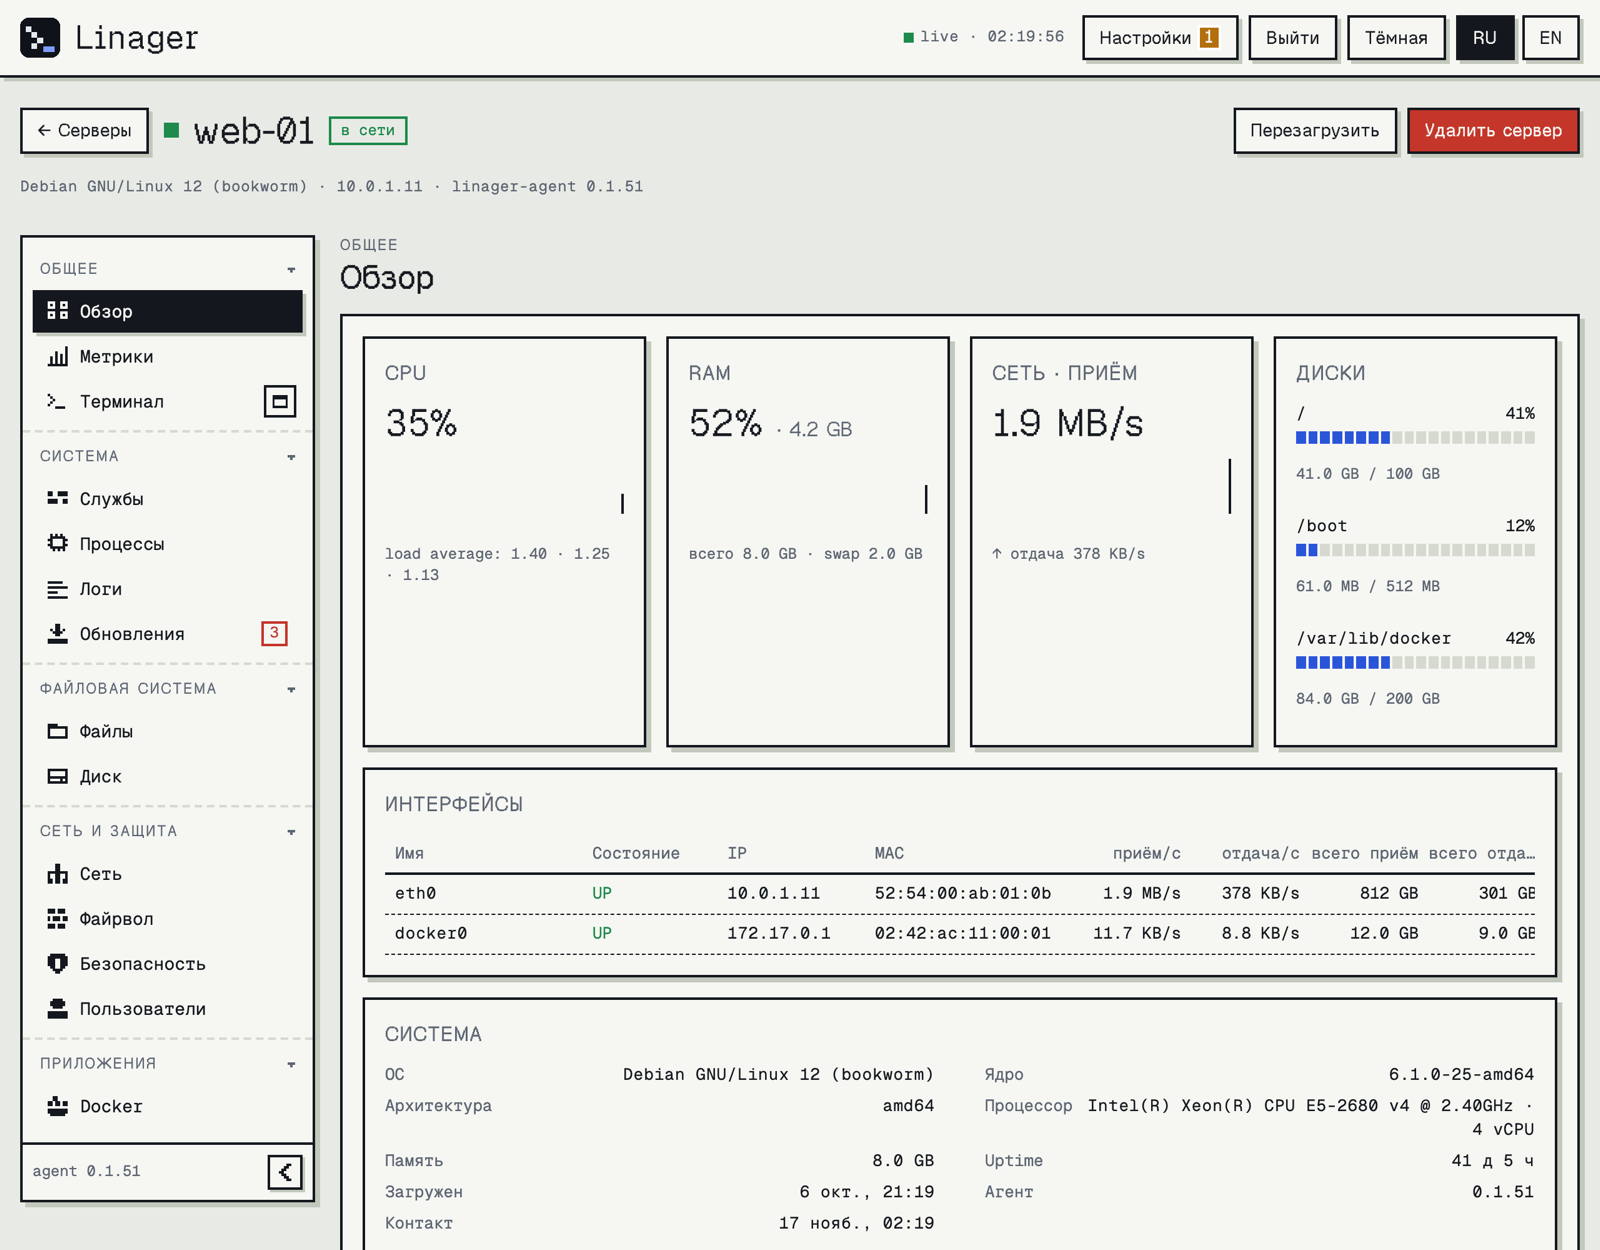 Linager
live · 02:19:56
Настройки 1
Выйти
Тёмная
RU
EN
← Серверы
web-01
в сети
Перезагрузить
Удалить сервер
Debian GNU/Linux 12 (bookworm) · 10.0.1.11 · linager-agent 0.1.51
ОБЩЕЕ
Обзор
Метрики
Терминал
СИСТЕМА
Службы
Процессы
Логи
Обновления 3
ФАЙЛОВАЯ СИСТЕМА
Файлы
Диск
СЕТЬ И ЗАЩИТА
Сеть
Файрвол
Безопасность
Пользователи
ПРИЛОЖЕНИЯ
Docker
agent 0.1.51
ОБЩЕЕ
Обзор
CPU
35%
load average: 1.40 · 1.25
· 1.13
RAM
52% · 4.2 GB
всего 8.0 GB · swap 2.0 GB
СЕТЬ · ПРИЁМ
1.9 MB/s
↑ отдача 378 KB/s
ДИСКИ
/ 41%
41.0 GB / 100 GB
/boot 12%
61.0 MB / 512 MB
/var/lib/docker 42%
84.0 GB / 200 GB
ИНТЕРФЕЙСЫ
Имя Состояние IP MAC приём/с отдача/с всего приём всего отда…
eth0 UP 10.0.1.11 52:54:00:ab:01:0b 1.9 MB/s 378 KB/s 812 GB 301 GB
docker0 UP 172.17.0.1 02:42:ac:11:00:01 11.7 KB/s 8.8 KB/s 12.0 GB 9.0 GB
СИСТЕМА
ОС Debian GNU/Linux 12 (bookworm)
Ядро 6.1.0-25-amd64
Архитектура amd64
Процессор Intel(R) Xeon(R) CPU E5-2680 v4 @ 2.40GHz ·
4 vCPU
Память 8.0 GB
Uptime 41 д 5 ч
Загружен 6 окт., 21:19
Агент 0.1.51
Контакт 17 нояб., 02:19